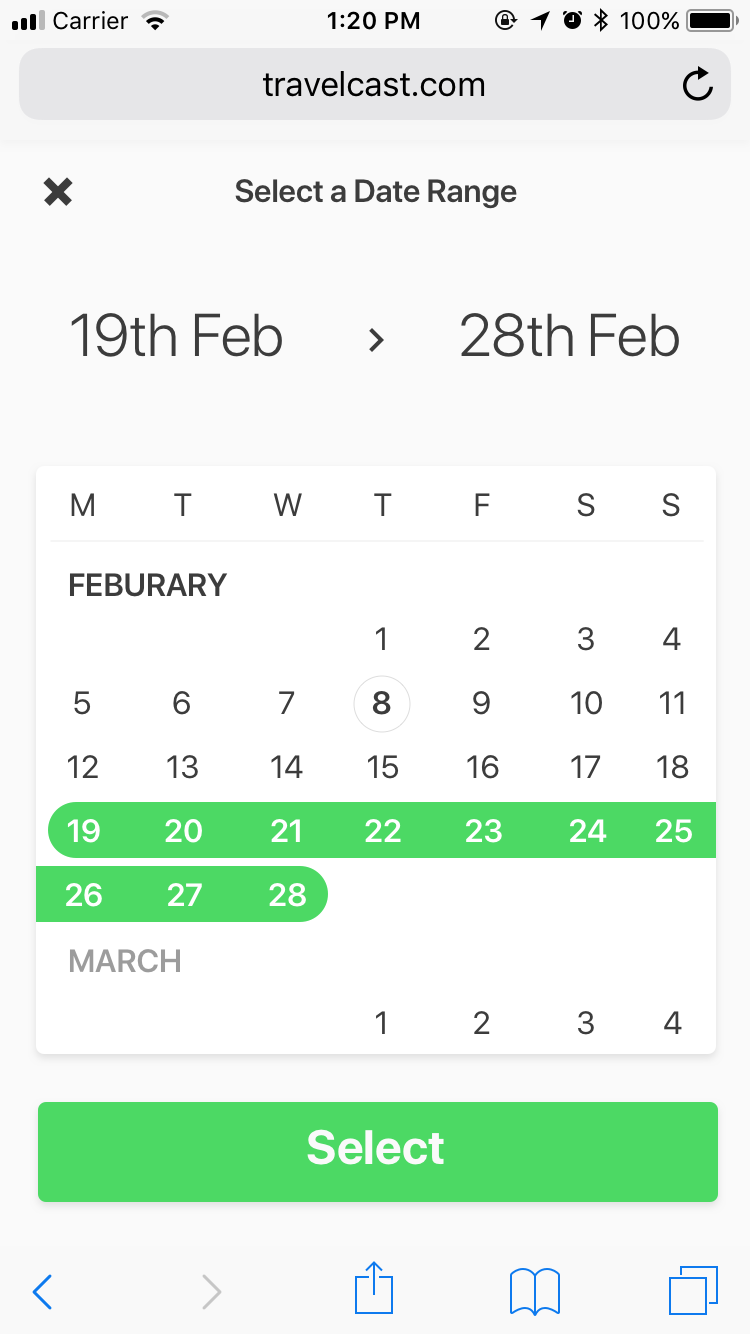 Carrier 1:20 PM 100%
travelcast.com
Select a Date Range
19th Feb > 28th Feb
M T W T F S S
FEBURARY
1 2 3 4
5 6 7 8 9 10 11
12 13 14 15 16 17 18
19 20 21 22 23 24 25
26 27 28
MARCH
1 2 3 4
Select